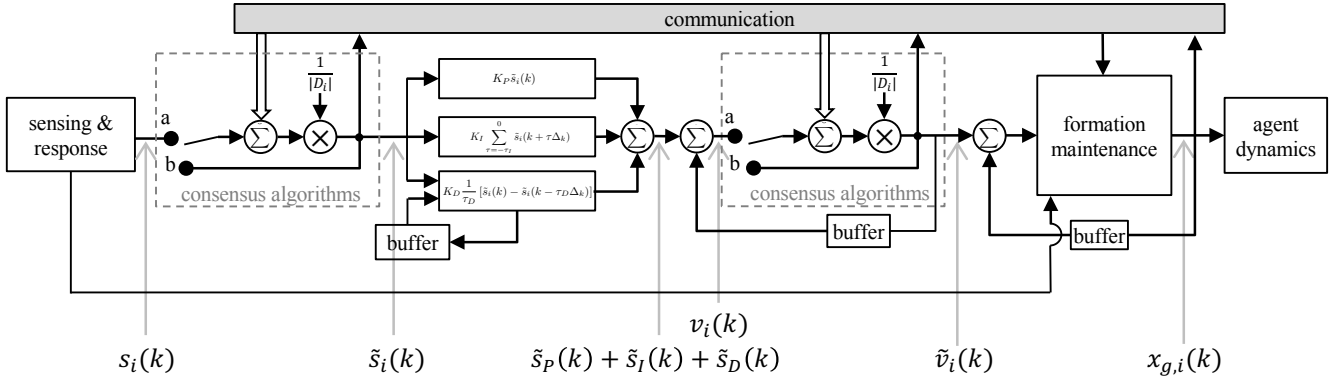 communication
1/|D_i|
1/|D_i|
K_P s̃_i(k)
sensing &
response
a
Σ
×
K_I Σ_{τ=-τ_I}^{0} s̃_i(k + τΔ_k)
Σ
Σ
a
Σ
×
Σ
formation
maintenance
agent
dynamics
b
b
consensus algorithms
K_D 1/τ_D [s̃_i(k) − s̃_i(k − τ_DΔ_k)]
consensus algorithms
buffer
buffer
buffer
v_i(k)
s_i(k)
s̃_i(k)
s̃_P(k) + s̃_I(k) + s̃_D(k)
ṽ_i(k)
x_{g,i}(k)